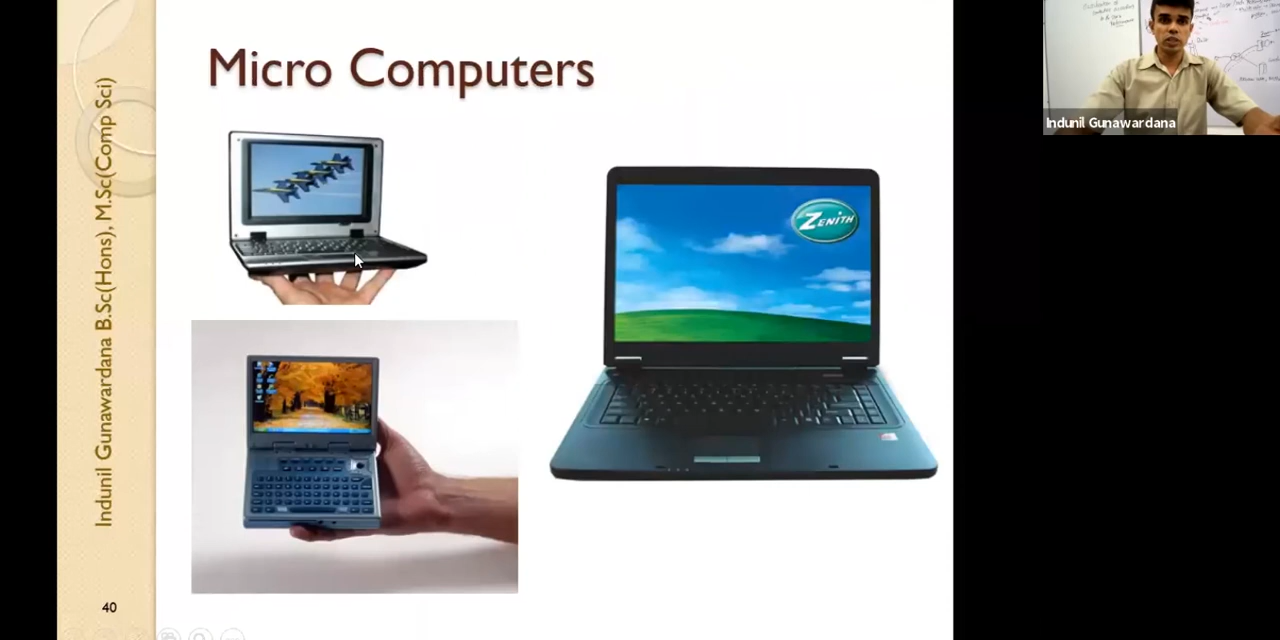 Micro Computers
Indunil Gunawardana B.Sc(Hons), M.Sc(Comp Sci)
ZENITH
40
Indunil Gunawardana